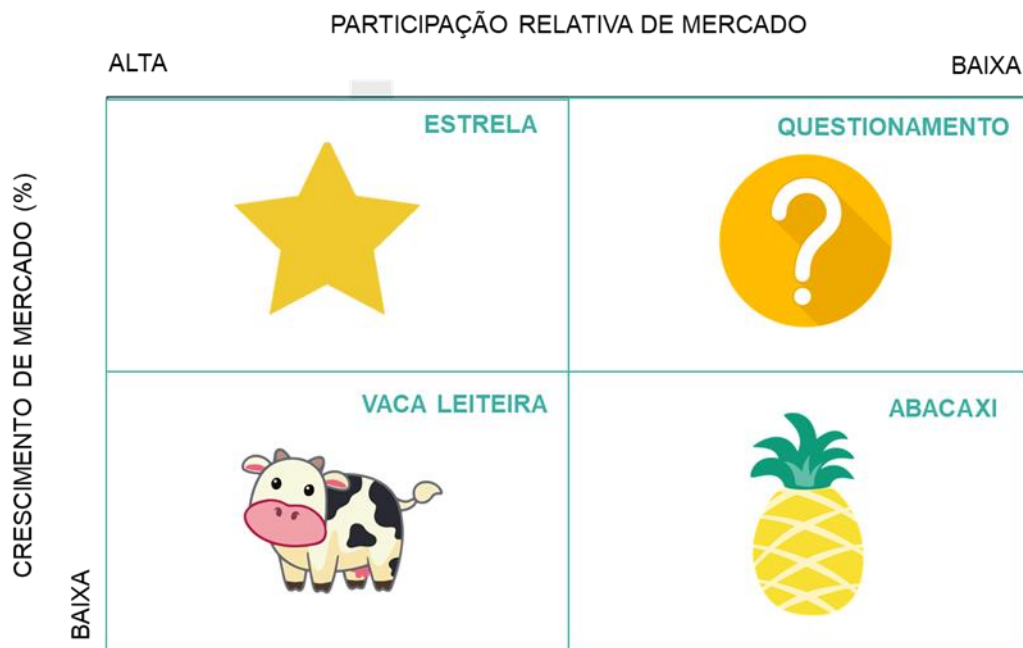 PARTICIPAÇÃO RELATIVA DE MERCADO
ALTA
BAIXA
ESTRELA
QUESTIONAMENTO
CRESCIMENTO DE MERCADO (%)
VACA LEITEIRA
ABACAXI
BAIXA